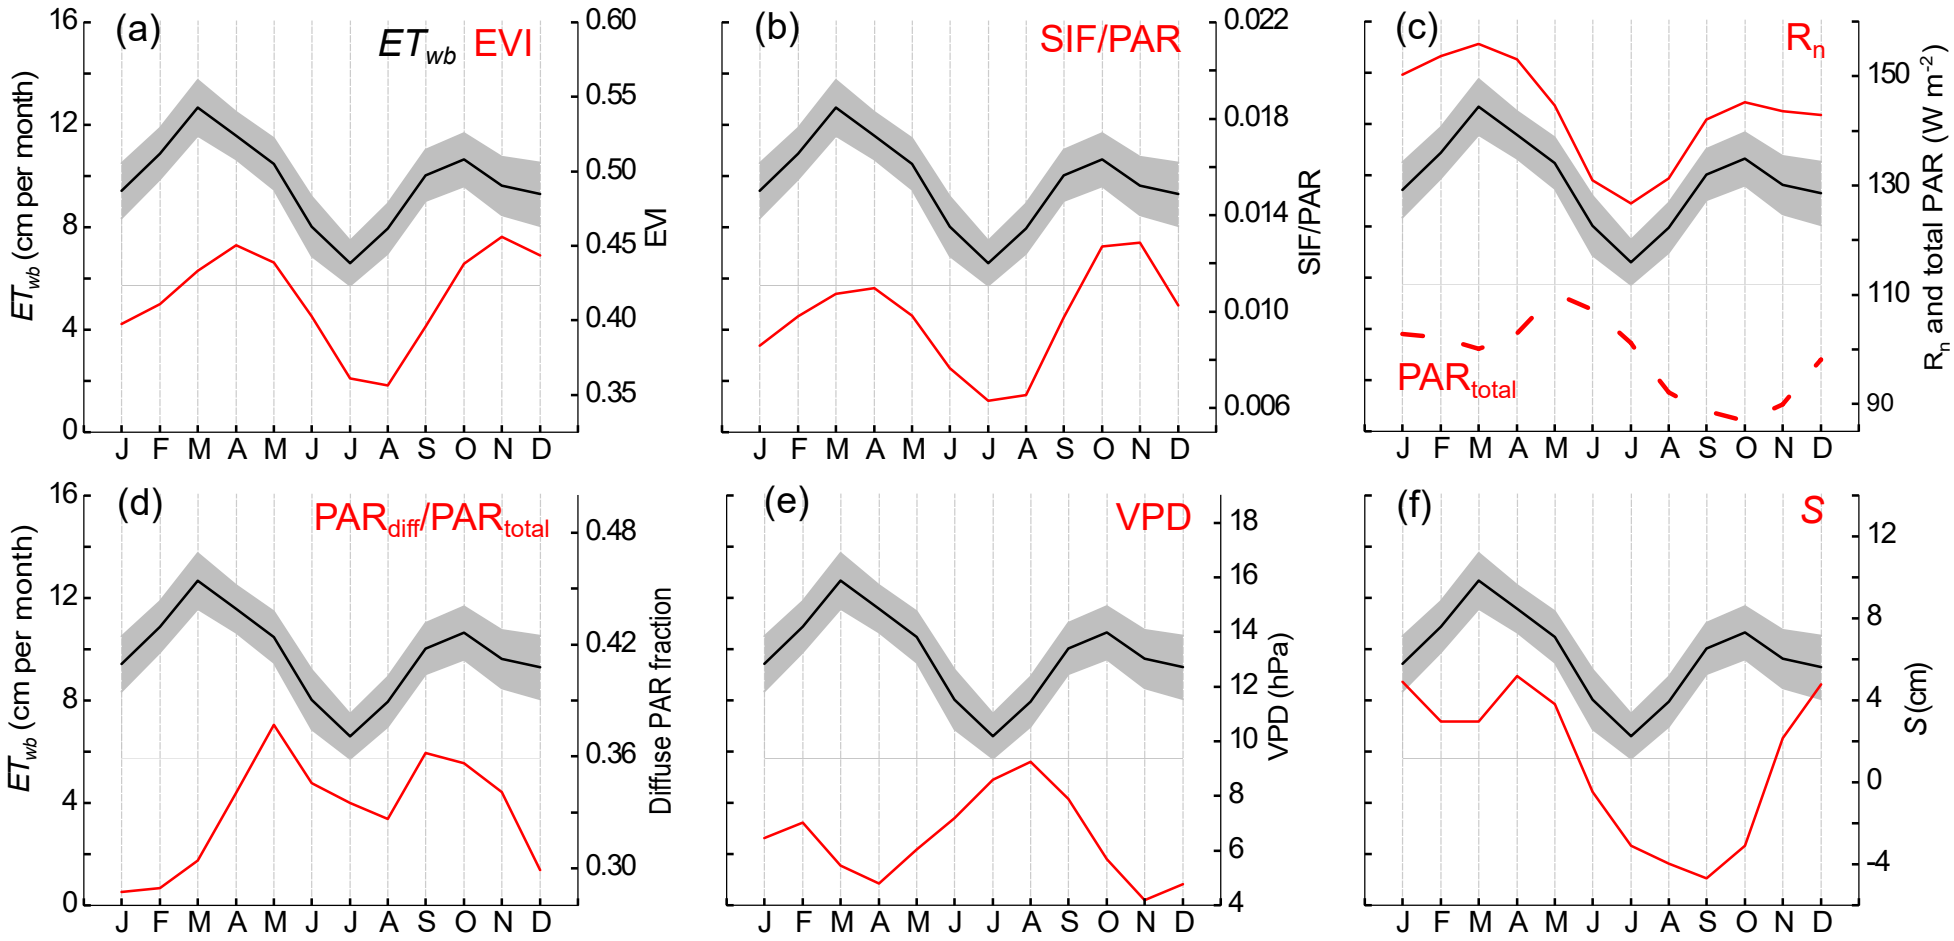 (a)
ET_wb EVI
16
12
8
4
0
ET_wb (cm per month)
0.60
0.55
0.50
0.45
0.40
0.35
EVI
J F M A M J J A S O N D
(b)
SIF/PAR
0.022
0.018
0.014
0.010
0.006
SIF/PAR
J F M A M J J A S O N D
(c)
R_n
PAR_total
150
130
110
90
R_n and total PAR (W m^-2)
J F M A M J J A S O N D
(d)
PAR_diff/PAR_total
16
12
8
4
0
ET_wb (cm per month)
0.48
0.42
0.36
0.30
Diffuse PAR fraction
J F M A M J J A S O N D
(e)
VPD
18
16
14
12
10
8
6
4
VPD (hPa)
J F M A M J J A S O N D
(f)
S
12
8
4
0
−4
S (cm)
J F M A M J J A S O N D